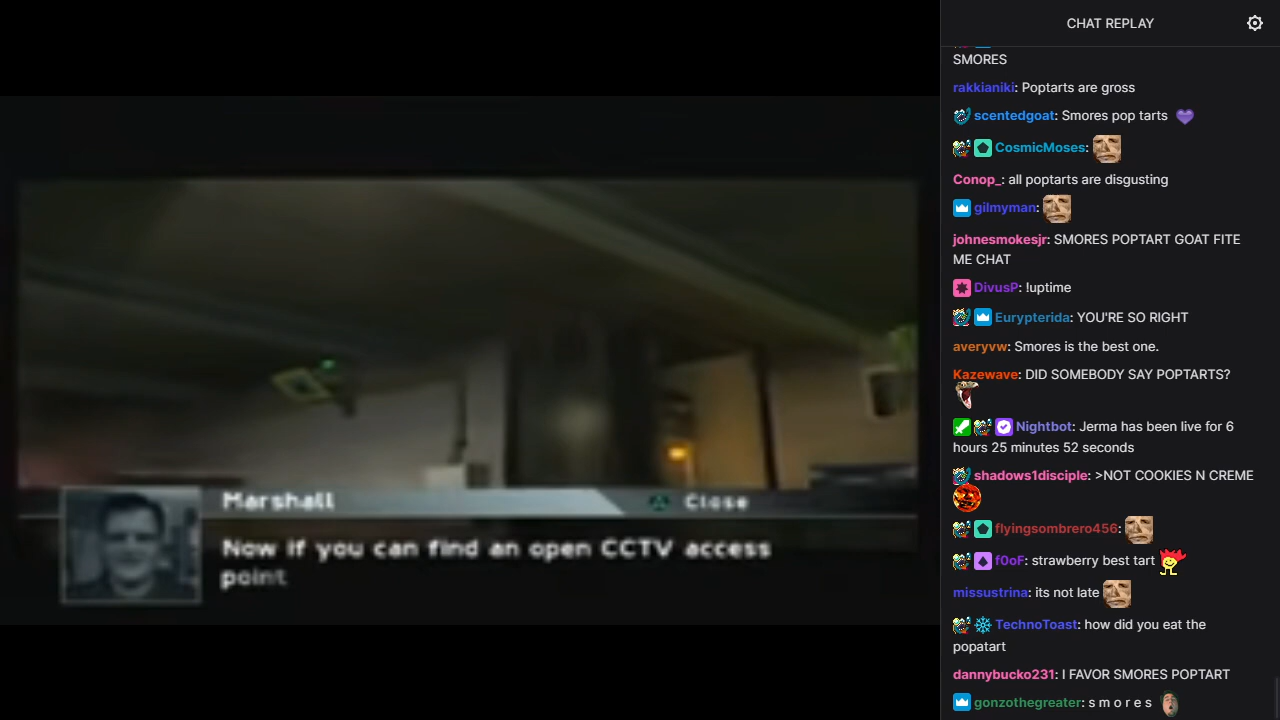 Marshall
Close
Now if you can find an open CCTV access
point
CHAT REPLAY
SMORES
rakkianiki: Poptarts are gross
scentedgoat: Smores pop tarts
CosmicMoses:
Conop_: all poptarts are disgusting
gilmyman:
johnesmokesjr: SMORES POPTART GOAT FITE
ME CHAT
DivusP: !uptime
Eurypterida: YOU'RE SO RIGHT
averyvw: Smores is the best one.
Kazewave: DID SOMEBODY SAY POPTARTS?
Nightbot: Jerma has been live for 6
hours 25 minutes 52 seconds
shadows1disciple: >NOT COOKIES N CREME
flyingsombrero456:
f0oF: strawberry best tart
missustrina: its not late
TechnoToast: how did you eat the
popatart
dannybucko231: I FAVOR SMORES POPTART
gonzothegreater: s m o r e s